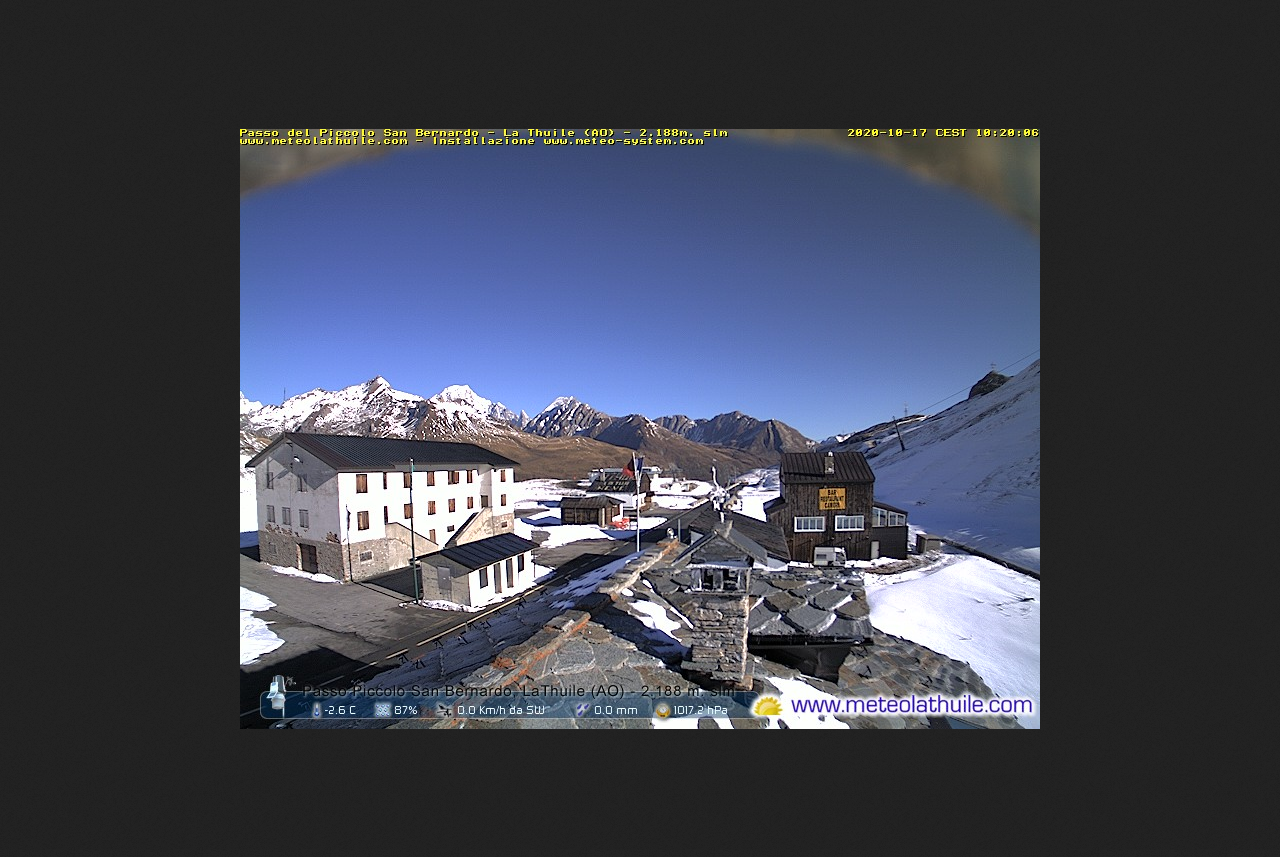 Passo del Piccolo San Bernardo - La Thuile (AO) - 2.188m. slm
2020-10-17 CEST 10:20:06
www.meteolathuile.com - Installazione www.meteo-system.com
BAR
RESTAURANT
Passo Piccolo San Bernardo, LaThuile (AO) - 2.188 m. slm
-2.6 C 87% 0.0 Km/h da SW 0.0 mm 1017.2 hPa
www.meteolathuile.com